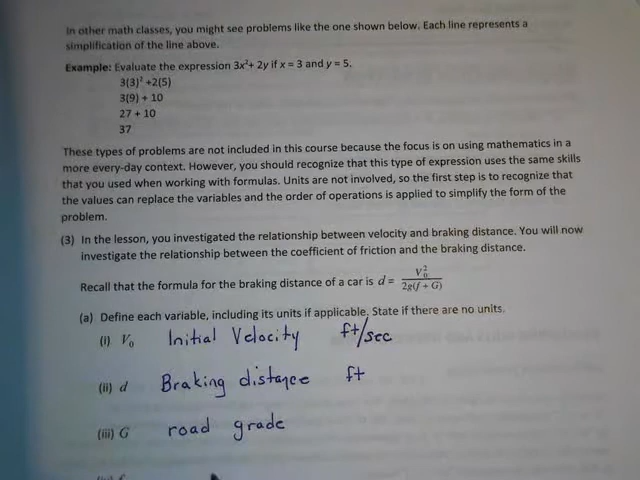 In other math classes, you might see problems like the one shown below. Each line represents a
simplification of the line above.
Example: Evaluate the expression 3x² + 2y if x = 3 and y = 5.
3(3)² +2(5)
3(9) + 10
27 + 10
37
These types of problems are not included in this course because the focus is on using mathematics in a
more every-day context. However, you should recognize that this type of expression uses the same skills
that you used when working with formulas. Units are not involved, so the first step is to recognize that
the values can replace the variables and the order of operations is applied to simplify the form of the
problem.
(3) In the lesson, you investigated the relationship between velocity and braking distance. You will now
investigate the relationship between the coefficient of friction and the braking distance.
Recall that the formula for the braking distance of a car is d = V₀² / 2g(f + G)
(a) Define each variable, including its units if applicable. State if there are no units.
(i) V₀ Initial Velocity ft/sec
(ii) d Braking distance ft
(iii) G road grade